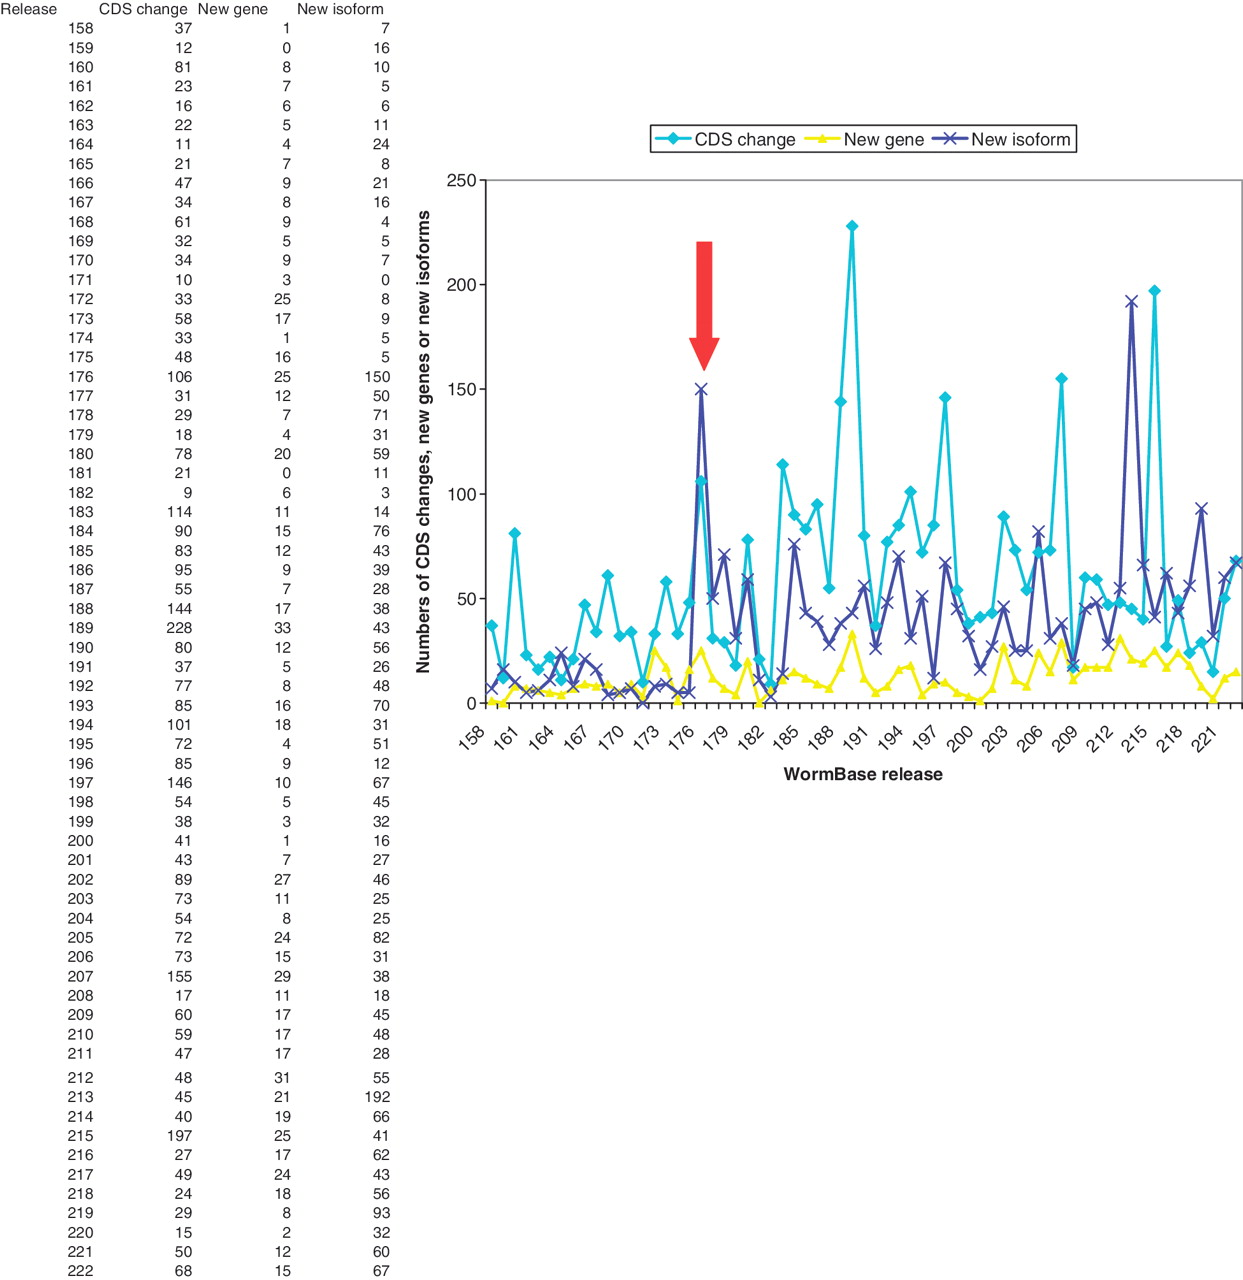 Release CDS change New gene New isoform
158 37 1 7
159 12 0 16
160 81 8 10
161 23 7 5
162 16 6 6
163 22 5 11
164 11 4 24
165 21 7 8
166 47 9 21
167 34 8 16
168 61 9 4
169 32 5 5
170 34 9 7
171 10 3 0
172 33 25 8
173 58 17 9
174 33 1 5
175 48 16 5
176 106 25 150
177 31 12 50
178 29 7 71
179 18 4 31
180 78 20 59
181 21 0 11
182 9 6 3
183 114 11 14
184 90 15 76
185 83 12 43
186 95 9 39
187 55 7 28
188 144 17 38
189 228 33 43
190 80 12 56
191 37 5 26
192 77 8 48
193 85 16 70
194 101 18 31
195 72 4 51
196 85 9 12
197 146 10 67
198 54 5 45
199 38 3 32
200 41 1 16
201 43 7 27
202 89 27 46
203 73 11 25
204 54 8 25
205 72 24 82
206 73 15 31
207 155 29 38
208 17 11 18
209 60 17 45
210 59 17 48
211 47 17 28
212 48 31 55
213 45 21 192
214 40 19 66
215 197 25 41
216 27 17 62
217 49 24 43
218 24 18 56
219 29 8 93
220 15 2 32
221 50 12 60
222 68 15 67
CDS change New gene New isoform
Numbers of CDS changes, new genes or new isoforms
250
200
150
100
50
0
158 161 164 167 170 173 176 179 182 185 188 191 194 197 200 203 206 209 212 215 218 221
WormBase release